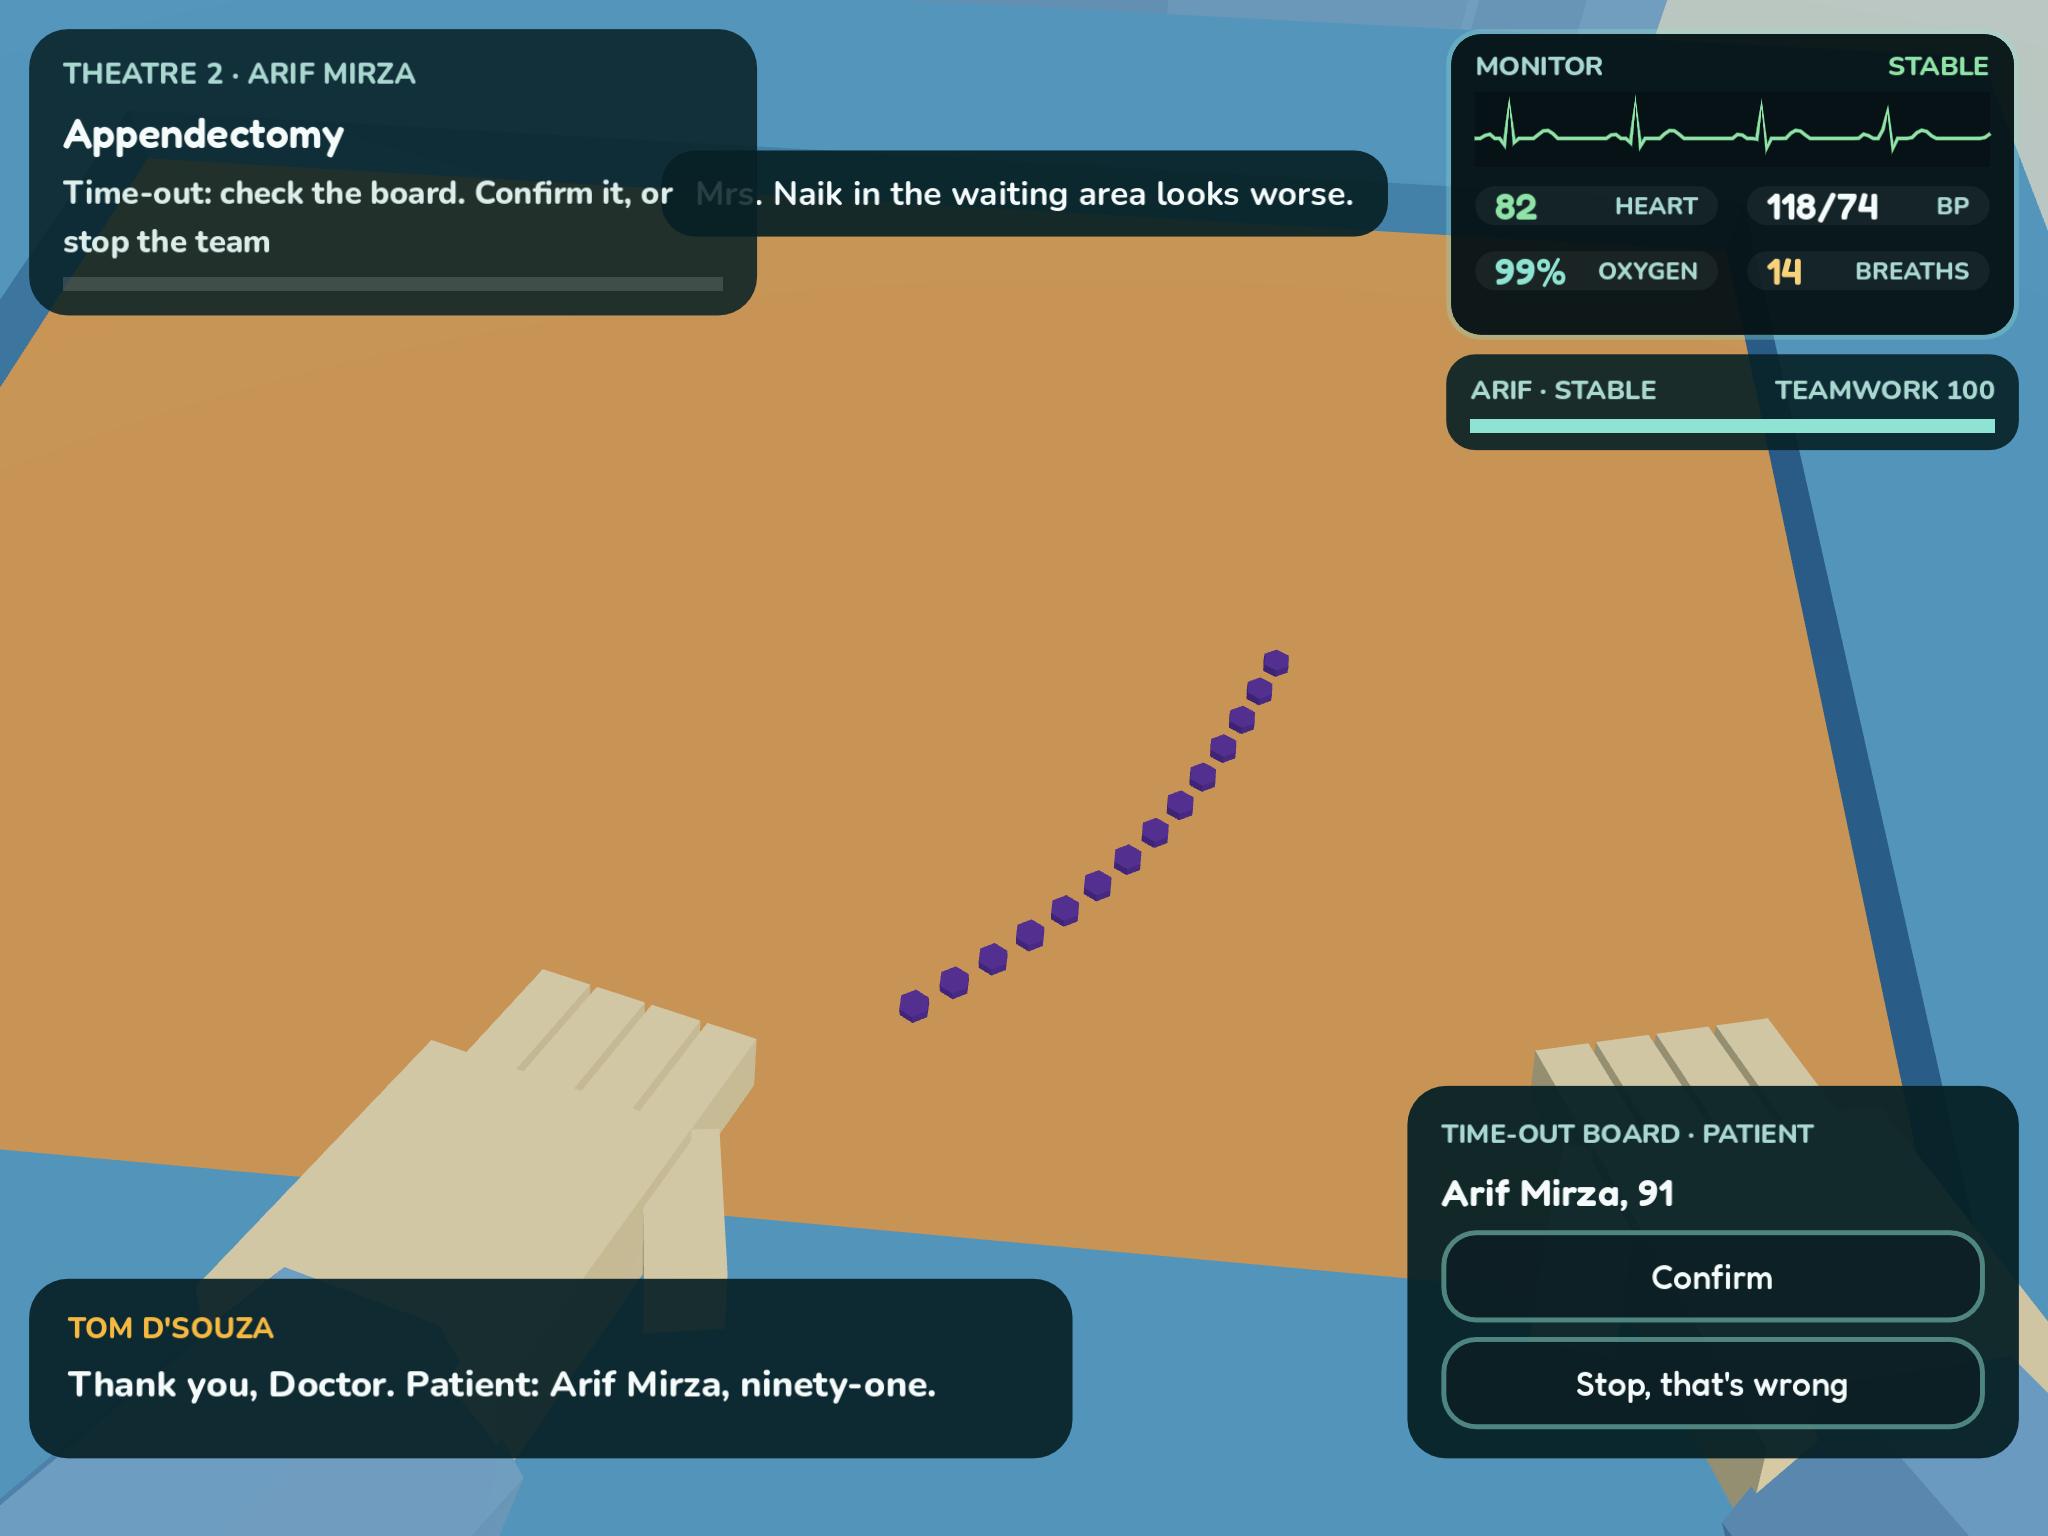 THEATRE 2 · ARIF MIRZA
Appendectomy
Time-out: check the board. Confirm it, or
stop the team
Mrs. Naik in the waiting area looks worse.
MONITOR
STABLE
82 HEART
118/74 BP
99% OXYGEN
14 BREATHS
ARIF · STABLE
TEAMWORK 100
TIME-OUT BOARD · PATIENT
Arif Mirza, 91
Confirm
Stop, that's wrong
TOM D'SOUZA
Thank you, Doctor. Patient: Arif Mirza, ninety-one.